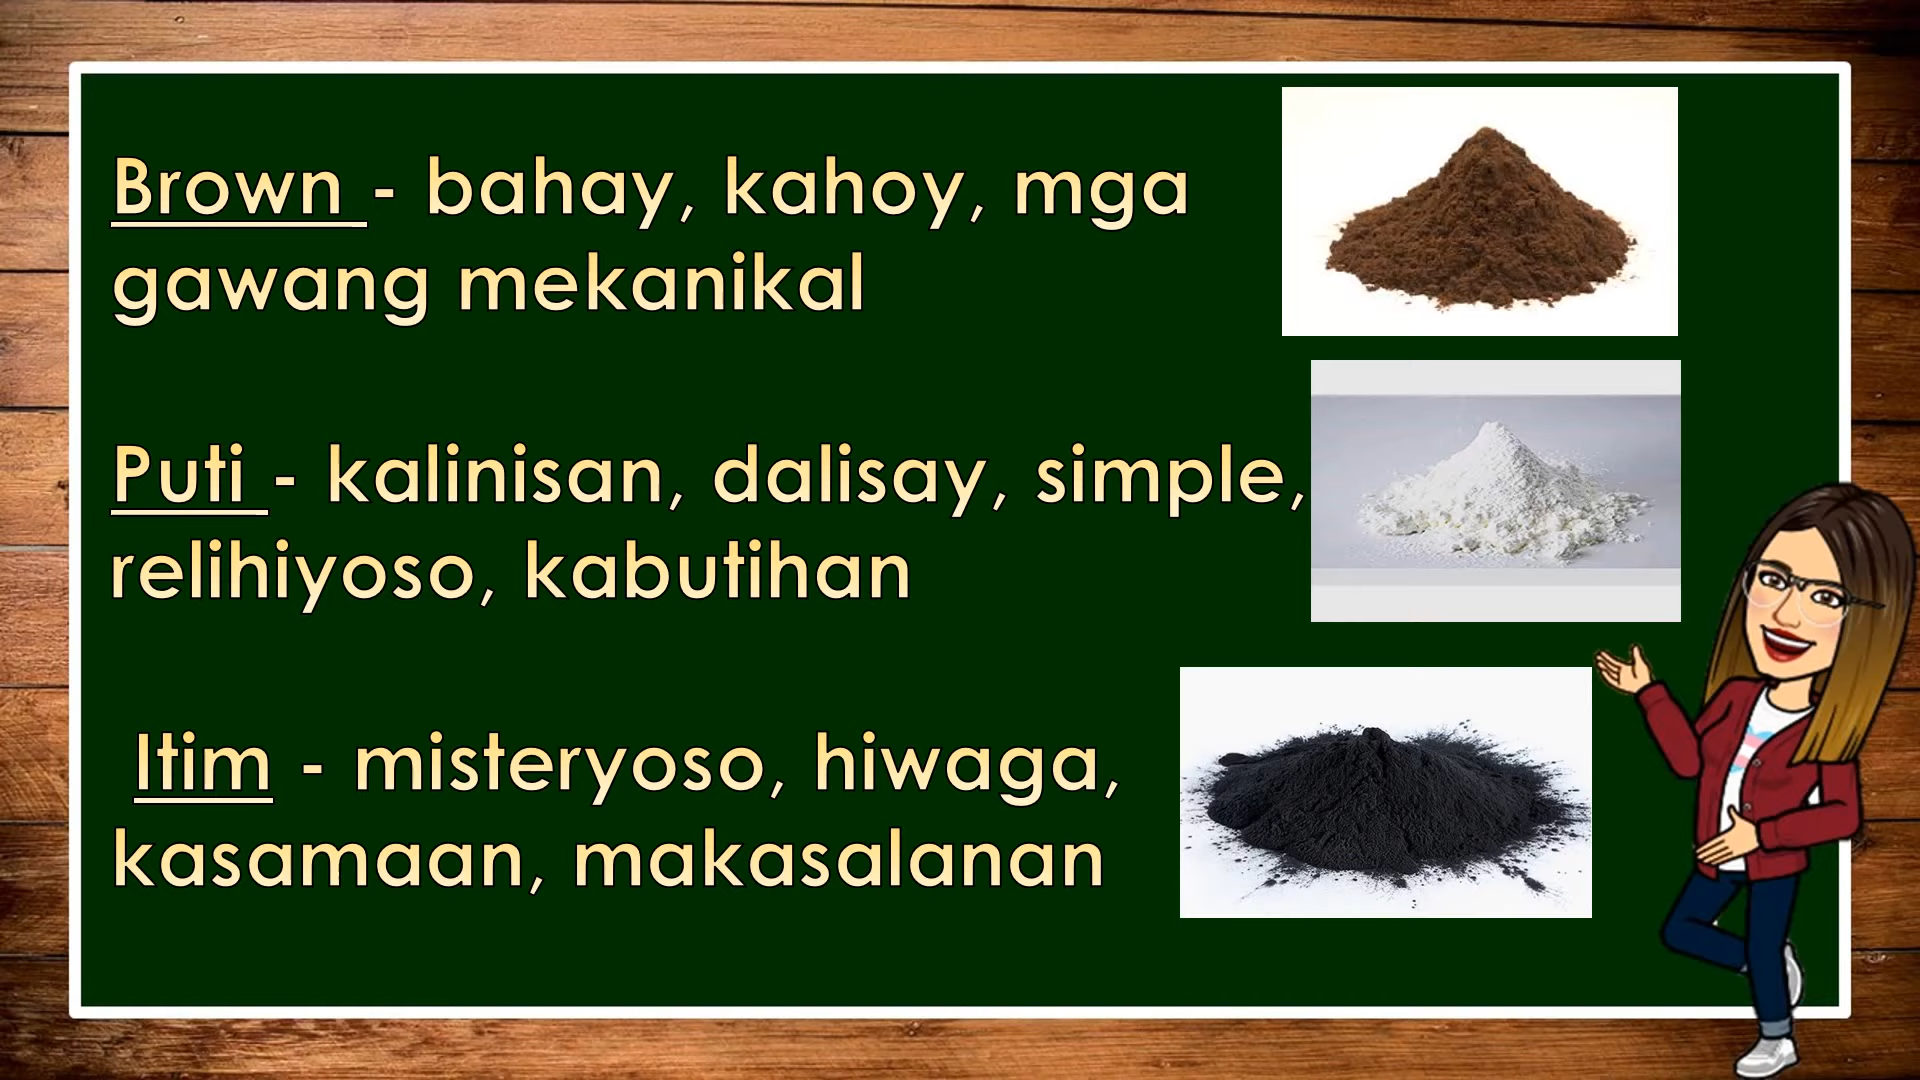 Brown - bahay, kahoy, mga
gawang mekanikal
Puti - kalinisan, dalisay, simple,
relihiyoso, kabutihan
Itim - misteryoso, hiwaga,
kasamaan, makasalanan